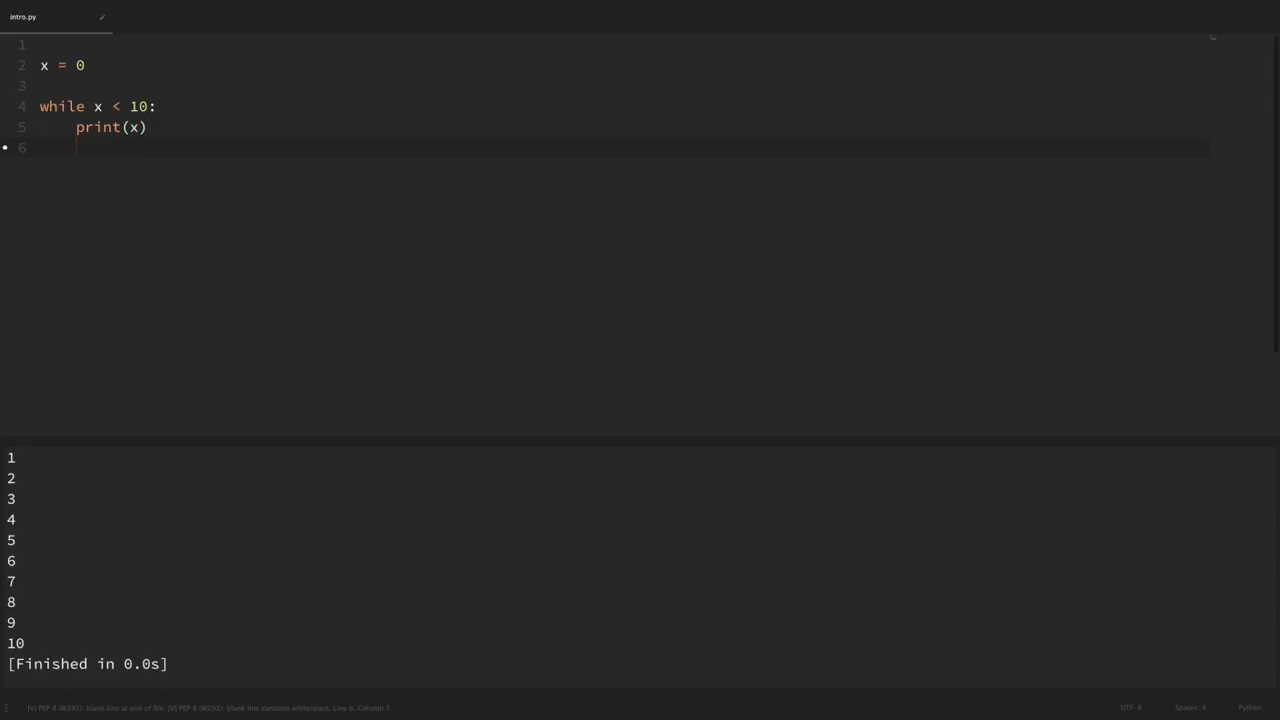 intro.py
1
2 x = 0
3
4 while x < 10:
5     print(x)
6
1
2
3
4
5
6
7
8
9
10
[Finished in 0.0s]
[V] PEP 8 (W391): blank line at end of file [V] PEP 8 (W293): blank line contains whitespace, Line 6, Column 5
UTF-8 Spaces: 4 Python